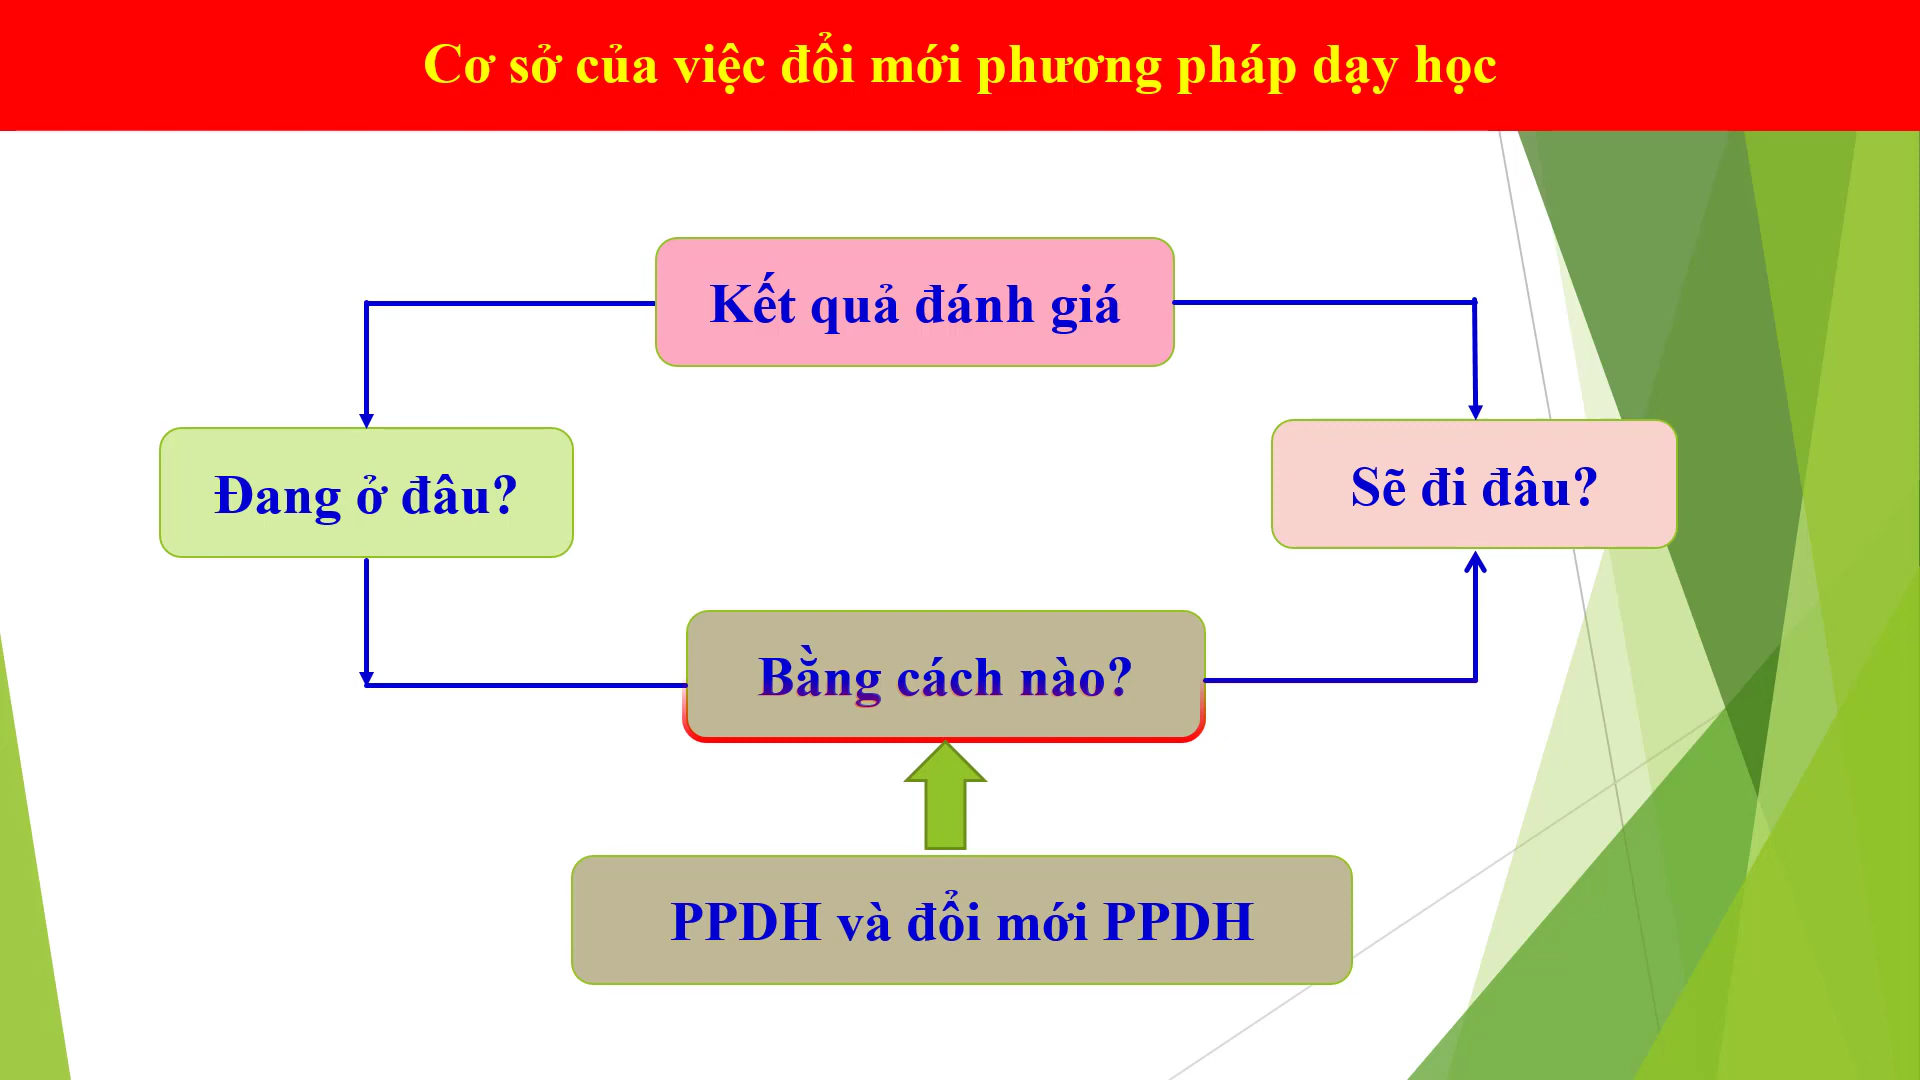 Cơ sở của việc đổi mới phương pháp dạy học
Kết quả đánh giá
Đang ở đâu?
Sẽ đi đâu?
Bằng cách nào?
PPDH và đổi mới PPDH